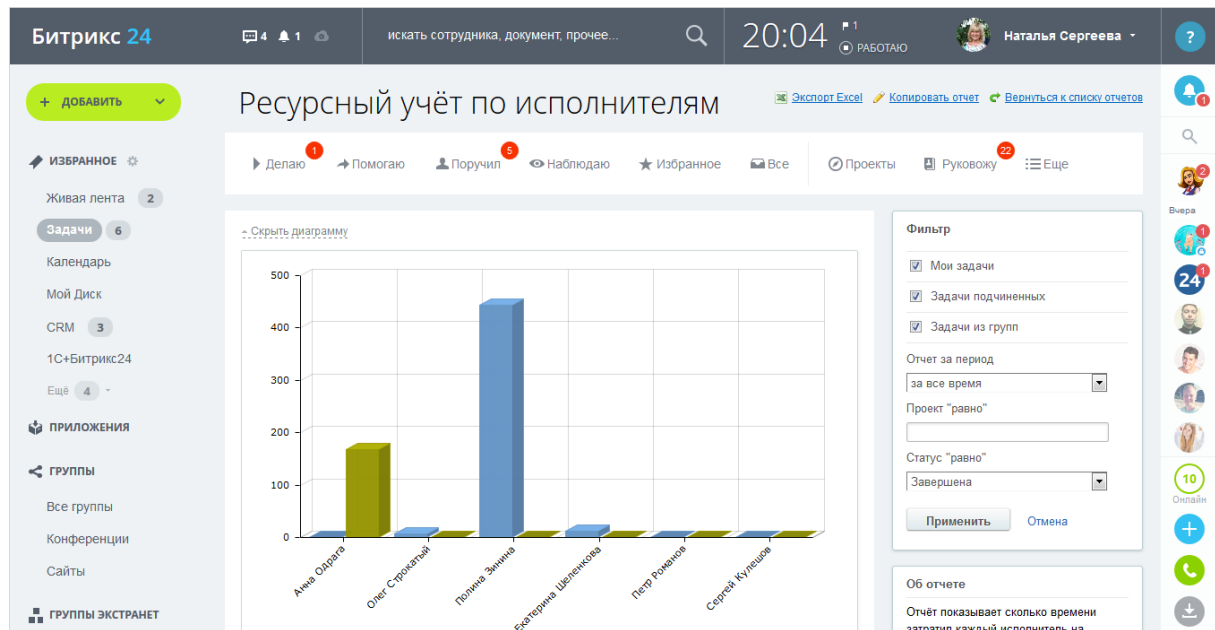 Битрикс 24
4 1
искать сотрудника, документ, прочее...
20:04
1
РАБОТАЮ
Наталья Сергеева
?
+ ДОБАВИТЬ
ИЗБРАННОЕ
Живая лента 2
Задачи 6
Календарь
Мой Диск
CRM 3
1С+Битрикс24
Ещё 4
ПРИЛОЖЕНИЯ
ГРУППЫ
Все группы
Конференции
Сайты
ГРУППЫ ЭКСТРАНЕТ
Ресурсный учёт по исполнителям
Экспорт Excel Копировать отчет Вернуться к списку отчетов
Делаю 1 Помогаю Поручил 5 Наблюдаю Избранное Все Проекты Руковожу 22 Еще
Скрыть диаграмму
500
400
300
200
100
0
Анна Одрага
Олег Строкатый
Полина Зинина
Екатерина Шеленкова
Петр Романов
Сергей Кулешов
Фильтр
Мои задачи
Задачи подчиненных
Задачи из групп
Отчет за период
за все время
Проект "равно"
Статус "равно"
Завершена
Применить Отмена
Об отчете
Отчёт показывает сколько времени
затратил каждый исполнитель на
1
2
Вчера
1
24
1
10
Онлайн